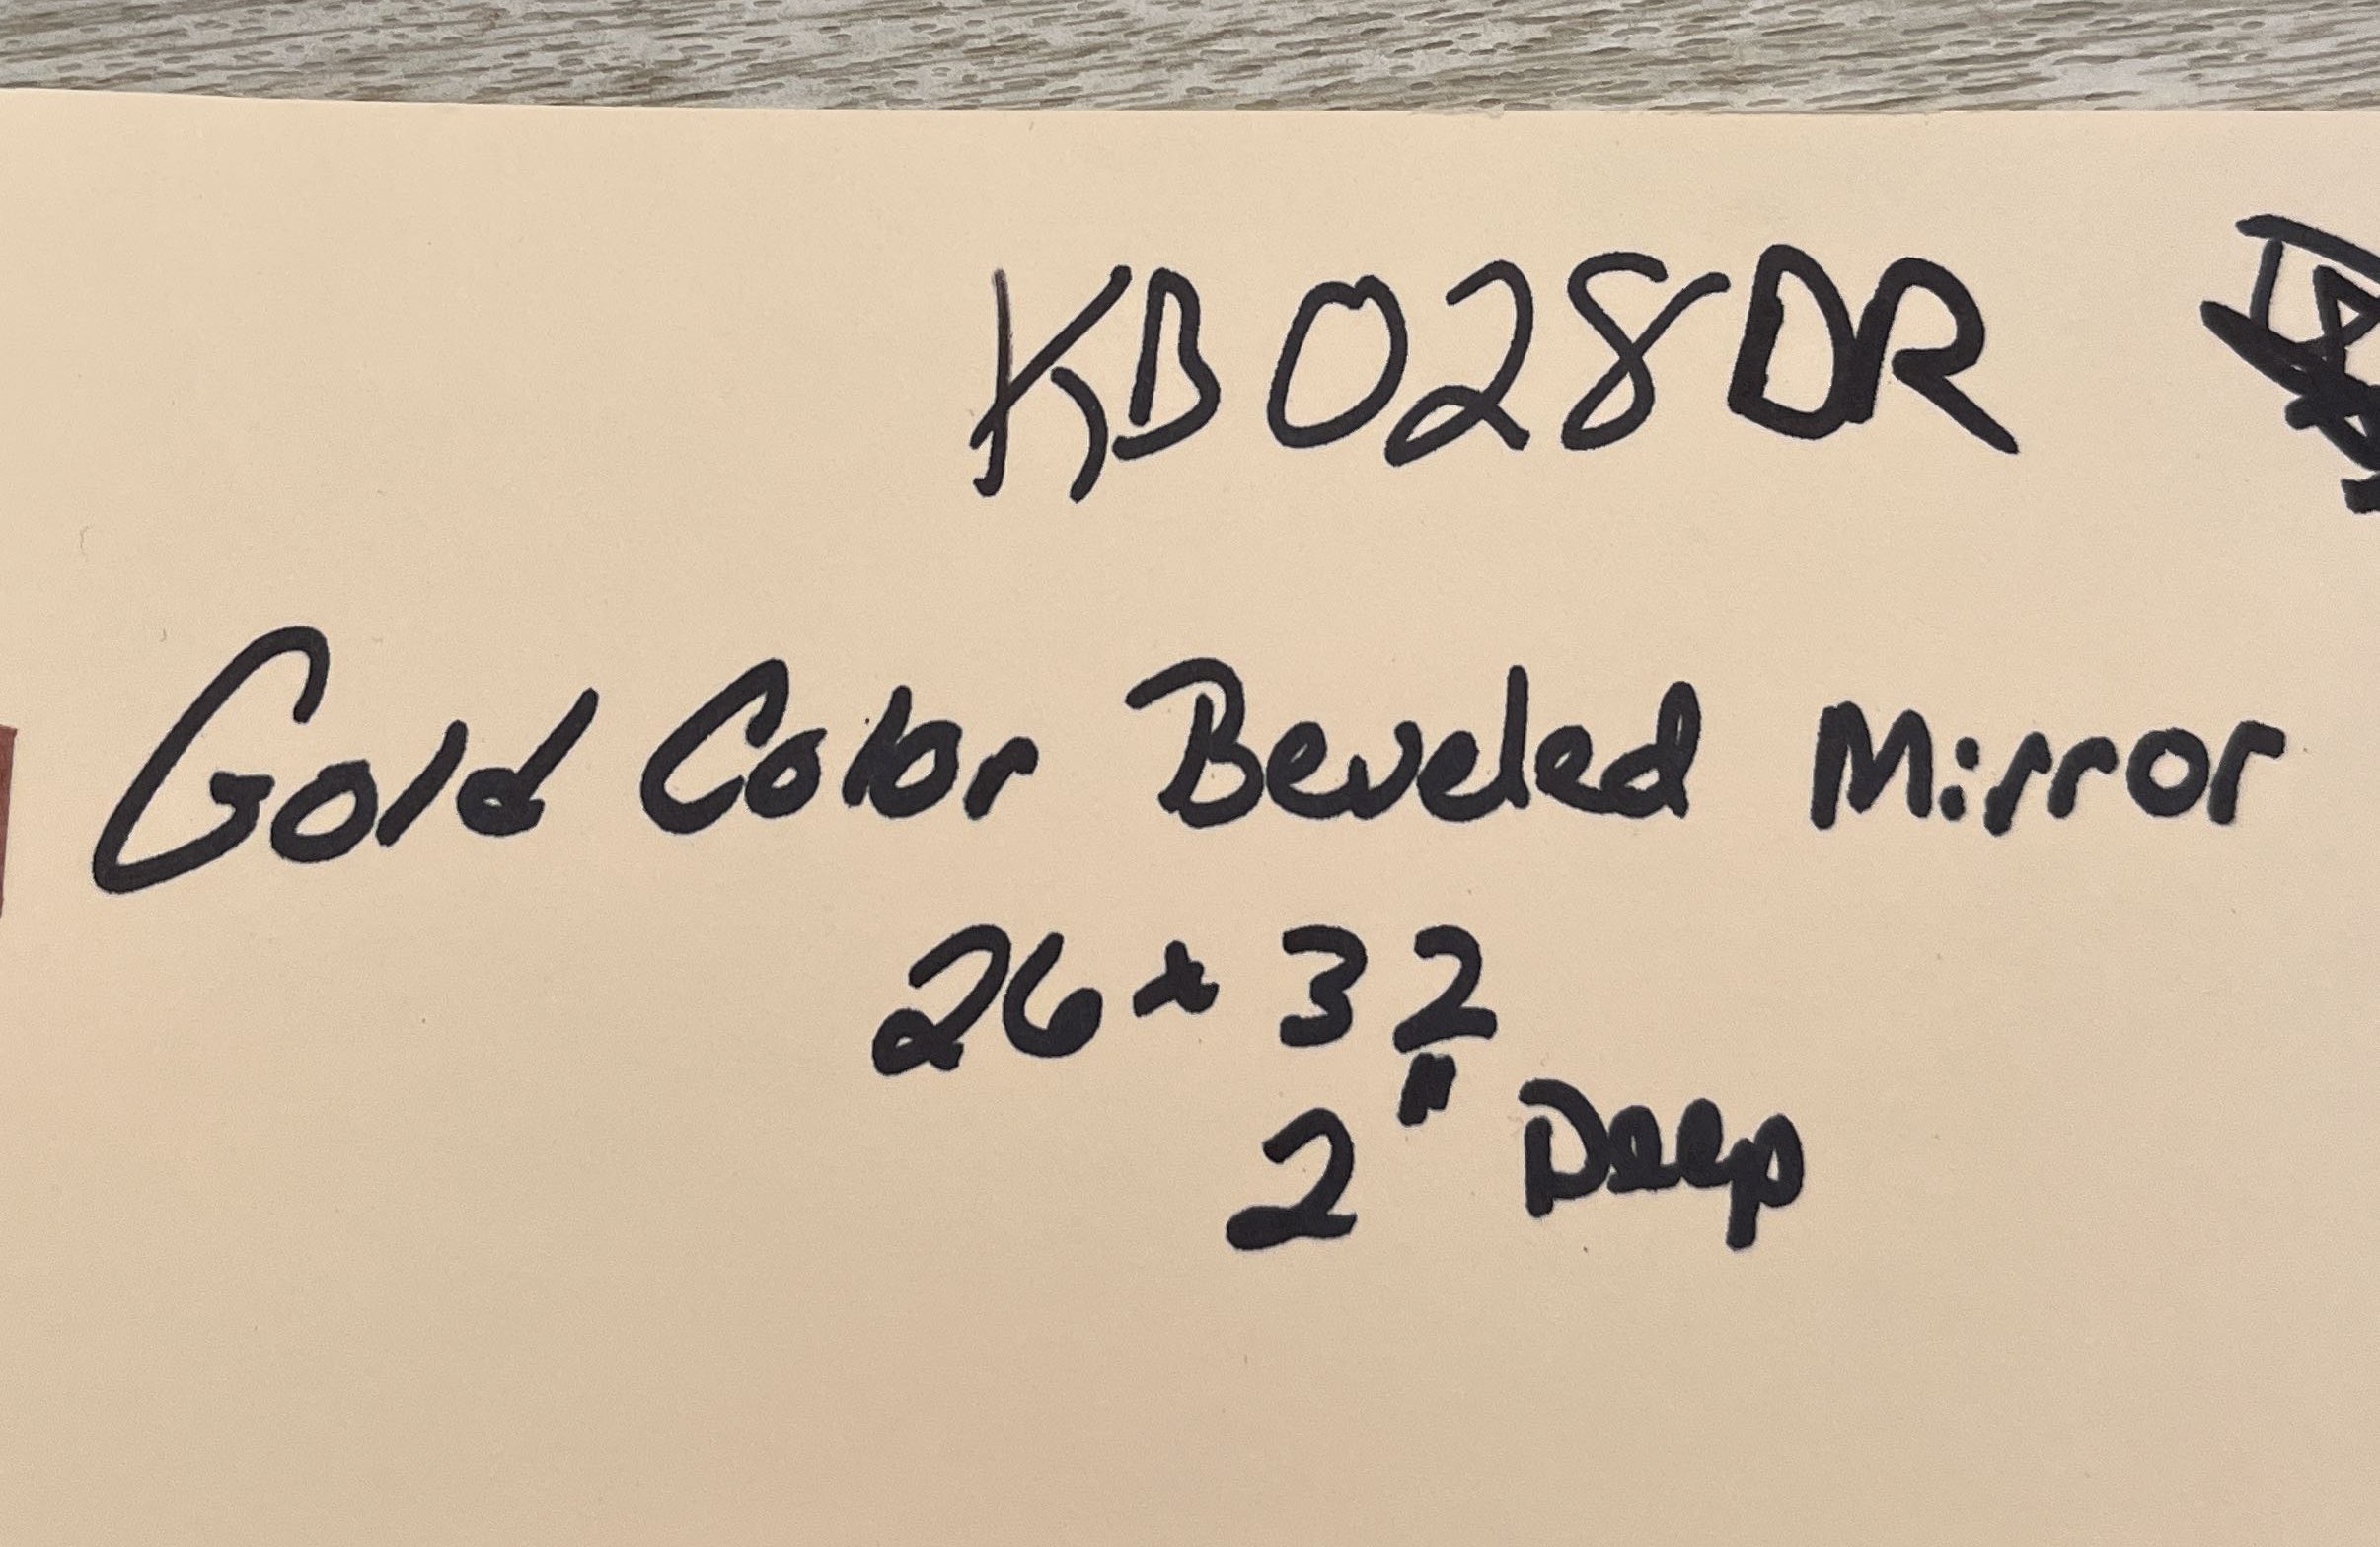 KB028DR
Gold Color Beveled Mirror
26 x 32
2" Deep